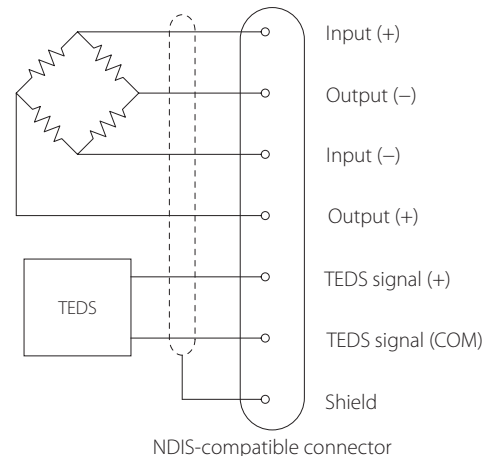 Input (+)
Output (−)
Input (−)
Output (+)
TEDS signal (+)
TEDS
TEDS signal (COM)
Shield
NDIS-compatible connector